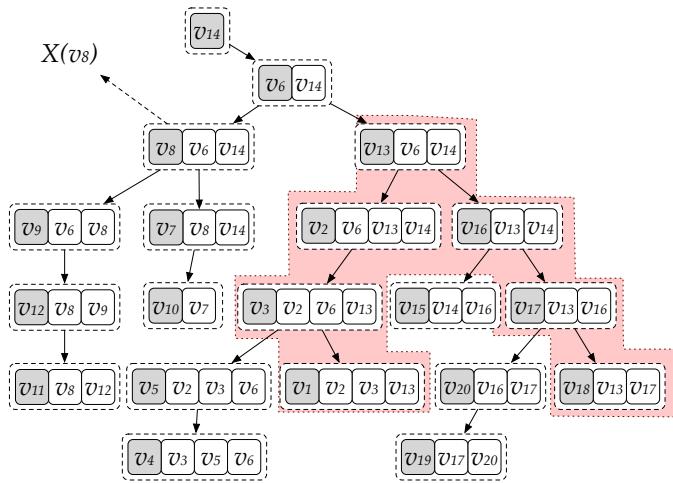 v14
X(v8)
v6 v14
v8 v6 v14
v13 v6 v14
v9 v6 v8
v7 v8 v14
v2 v6 v13 v14
v16 v13 v14
v12 v8 v9
v10 v7
v3 v2 v6 v13
v15 v14 v16
v17 v13 v16
v11 v8 v12
v5 v2 v3 v6
v1 v2 v3 v13
v20 v16 v17
v18 v13 v17
v4 v3 v5 v6
v19 v17 v20